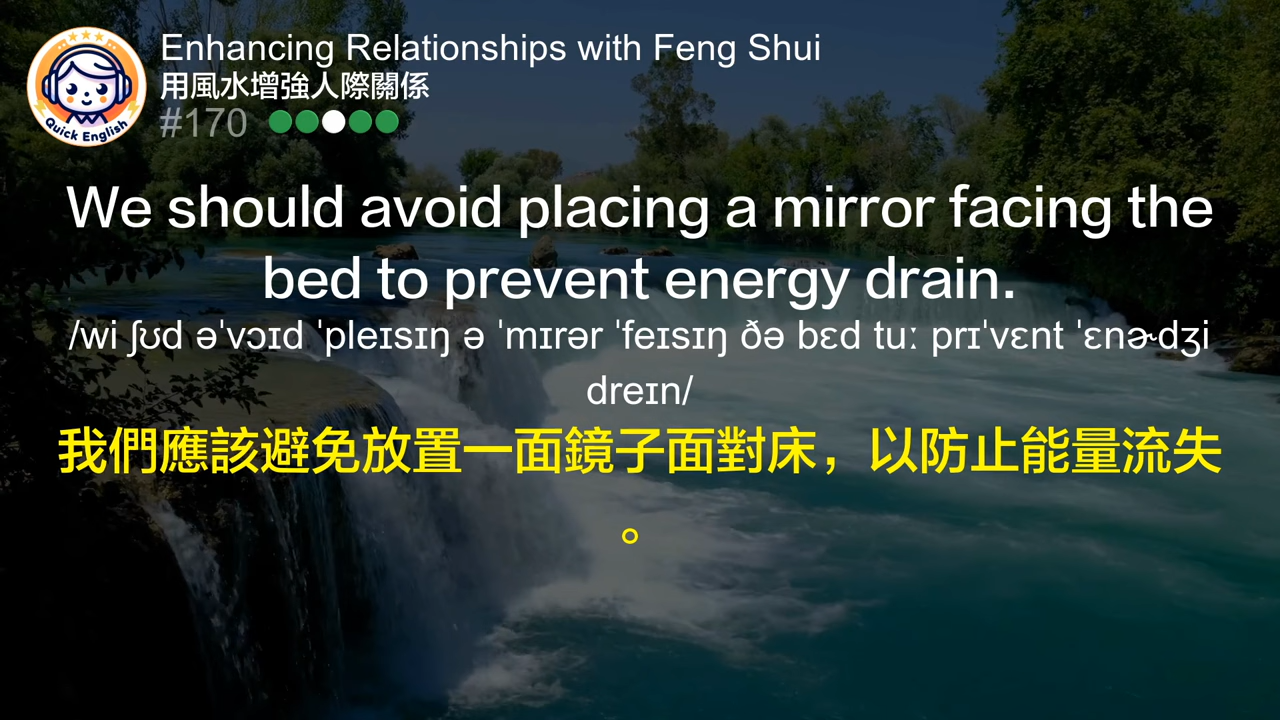 Quick English
Enhancing Relationships with Feng Shui
用風水增強人際關係
#170
We should avoid placing a mirror facing the
bed to prevent energy drain.
/wi ʃʊd əˈvɔɪd ˈpleɪsɪŋ ə ˈmɪrər ˈfeɪsɪŋ ðə bɛd tuː prɪˈvɛnt ˈɛnɚdʒi
dreɪn/
我們應該避免放置一面鏡子面對床，以防止能量流失
。